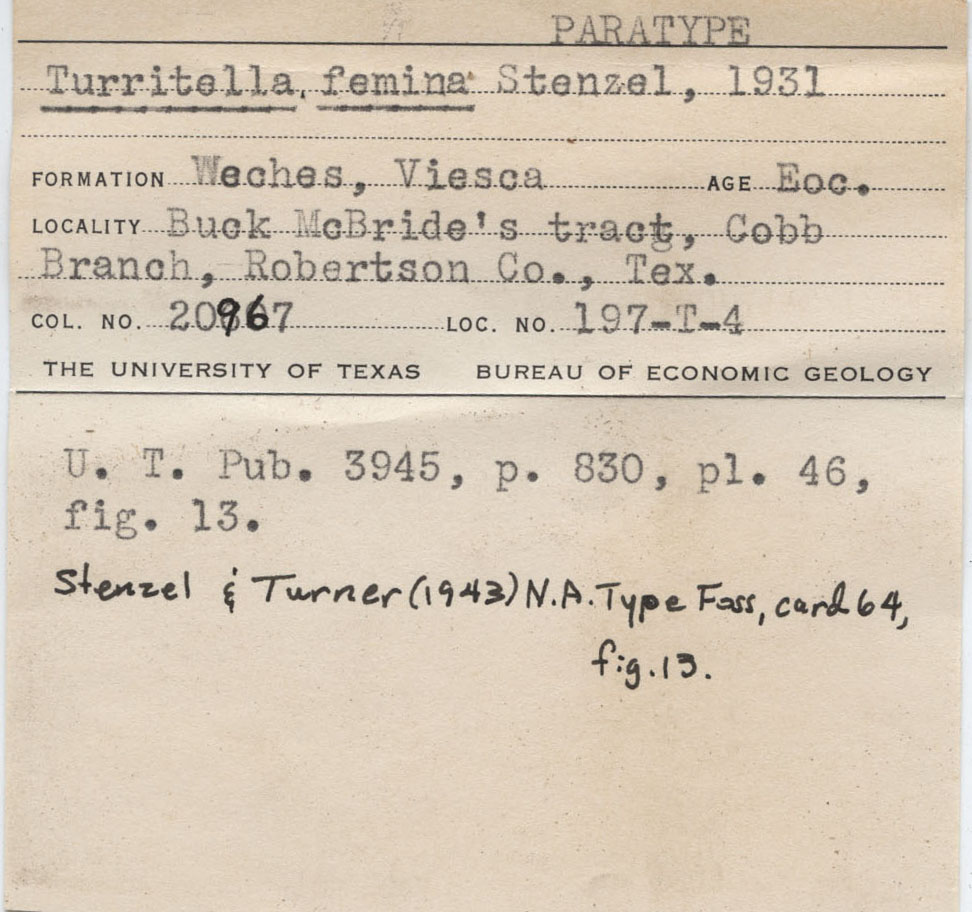 PARATYPE
Turritella femina Stenzel, 1931
FORMATION Weches, Viesca AGE Eoc.
LOCALITY Buck McBride's tract, Cobb
Branch, Robertson Co., Tex.
COL. NO. 20967 LOC. NO. 197-T-4
THE UNIVERSITY OF TEXAS BUREAU OF ECONOMIC GEOLOGY
U. T. Pub. 3945, p. 830, pl. 46,
fig. 13.
Stenzel & Turner (1943) N.A. Type Foss, card 64,
fig. 13.